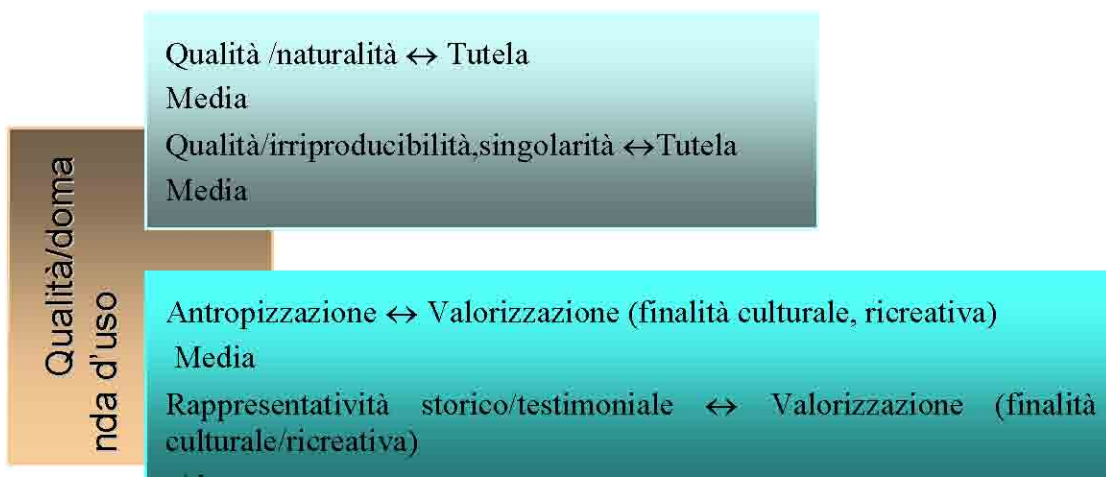 Qualità/doma
nda d'uso
Qualità /naturalità ↔ Tutela
Media
Qualità/irriproducibilità,singolarità ↔Tutela
Media
Antropizzazione ↔ Valorizzazione (finalità culturale, ricreativa)
Media
Rappresentatività storico/testimoniale ↔ Valorizzazione (finalità
culturale/ricreativa)